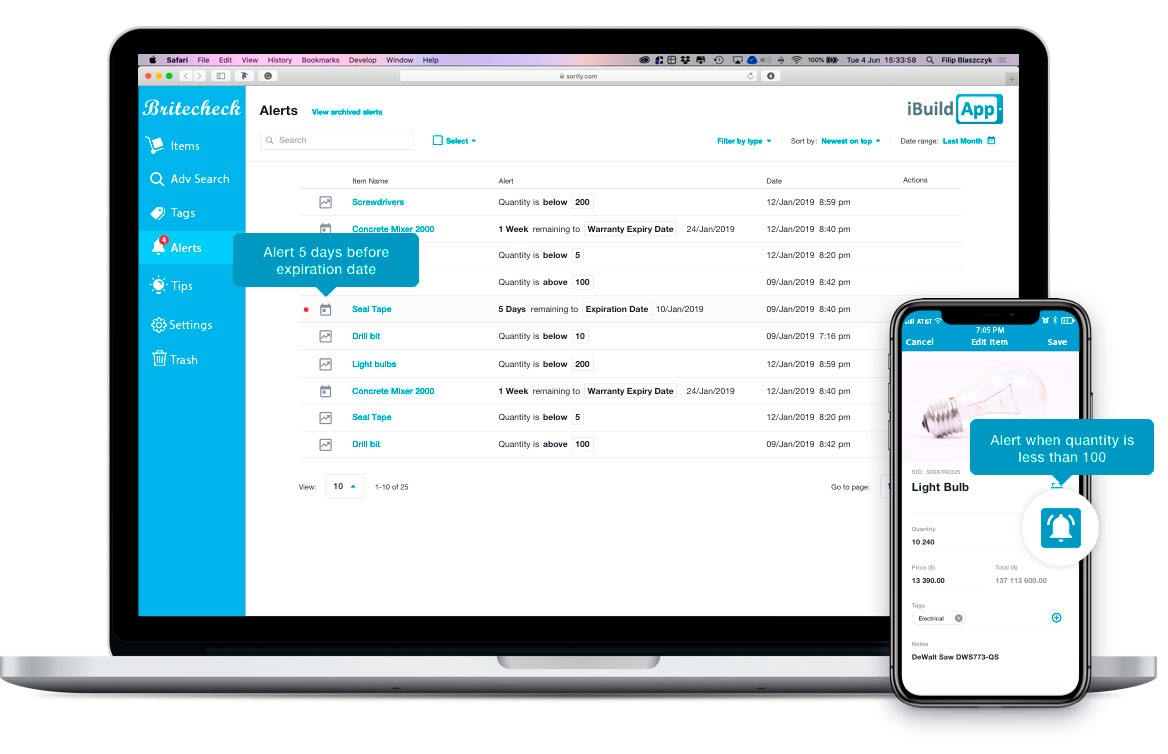 Safari File Edit View History Bookmarks Develop Window Help 100% Tue 4 Jun 15:33:58 Filip Blaszczyk
sortly.com
Britecheck
Items
Adv Search
Tags
4
Alerts
Tips
Settings
Trash
Alerts View archived alerts
iBuildApp
Search
Select
Filter by type Sort by: Newest on top Date range: Last Month
Item Name Alert Date Actions
Screwdrivers Quantity is below 200 12/Jan/2019 8:59 pm
Concrete Mixer 2000 1 Week remaining to Warranty Expiry Date 24/Jan/2019 12/Jan/2019 8:40 pm
Quantity is below 5 12/Jan/2019 8:20 pm
Quantity is above 100 09/Jan/2019 8:42 pm
Alert 5 days before
expiration date
Seal Tape 5 Days remaining to Expiration Date 10/Jan/2019 09/Jan/2019 8:40 pm
Drill bit Quantity is below 10 09/Jan/2019 7:16 pm
Light bulbs Quantity is below 200 12/Jan/2019 8:59 pm
Concrete Mixer 2000 1 Week remaining to Warranty Expiry Date 24/Jan/2019 12/Jan/2019 8:40 pm
Seal Tape Quantity is below 5 12/Jan/2019 8:20 pm
Drill bit Quantity is above 100 09/Jan/2019 8:42 pm
View: 10 1-10 of 25 Go to page: 1
AT&T
7:05 PM
Cancel Edit Item Save
Alert when quantity is
less than 100
Light Bulb
Quantity
10 240
Price ($) Total ($)
13 390.00 137 113 600.00
Tags
Electrical
Notes
DeWalt Saw DWS773-QS